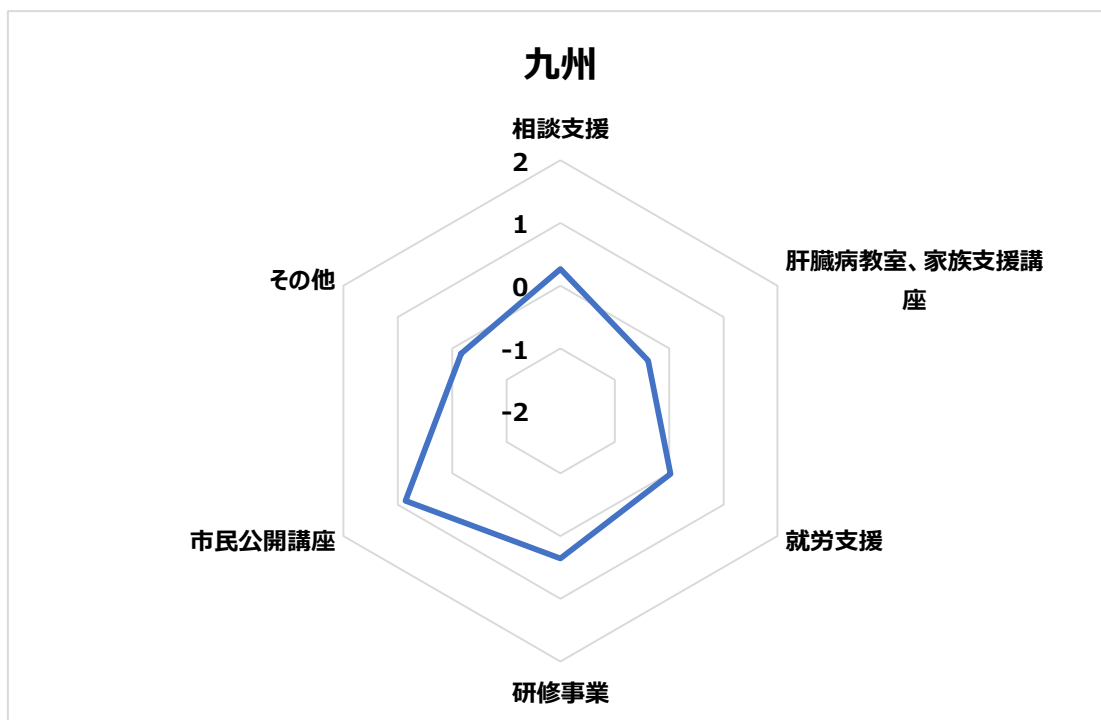 九州
相談支援
2
1
0
-1
-2
肝臓病教室、家族支援講
座
就労支援
研修事業
市民公開講座
その他